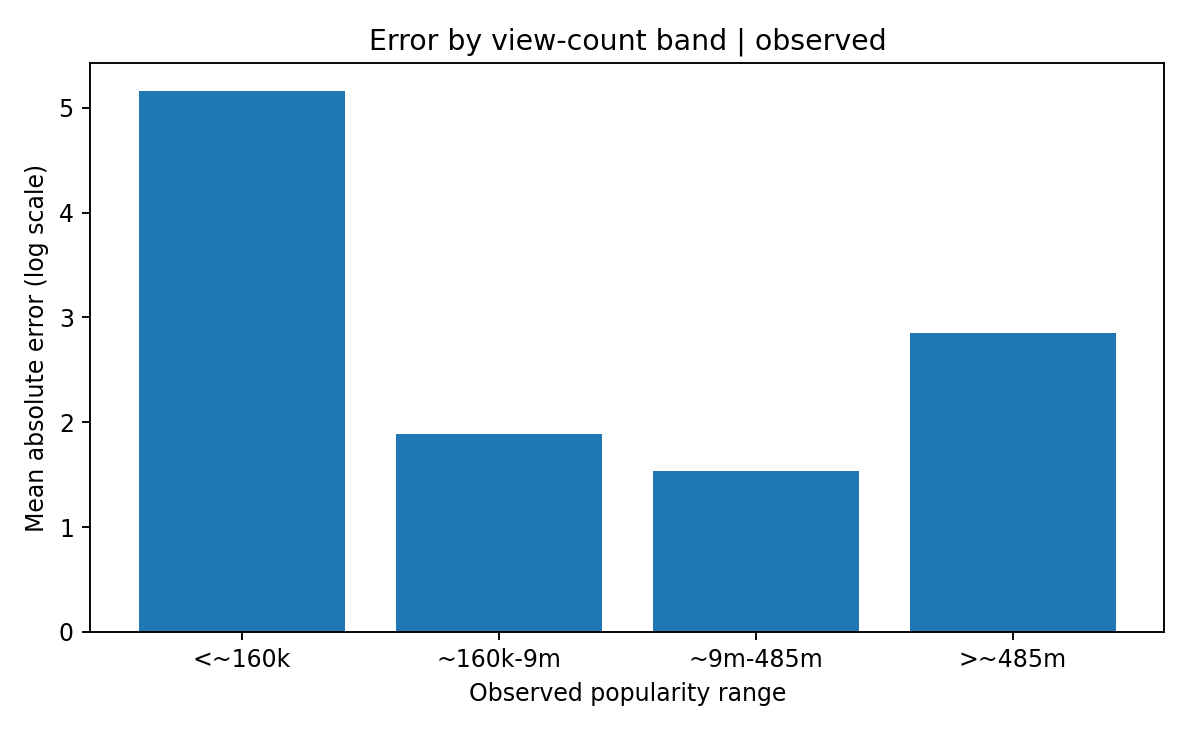 Error by view-count band | observed
Mean absolute error (log scale)
5
4
3
2
1
0
<~160k
~160k-9m
~9m-485m
>~485m
Observed popularity range